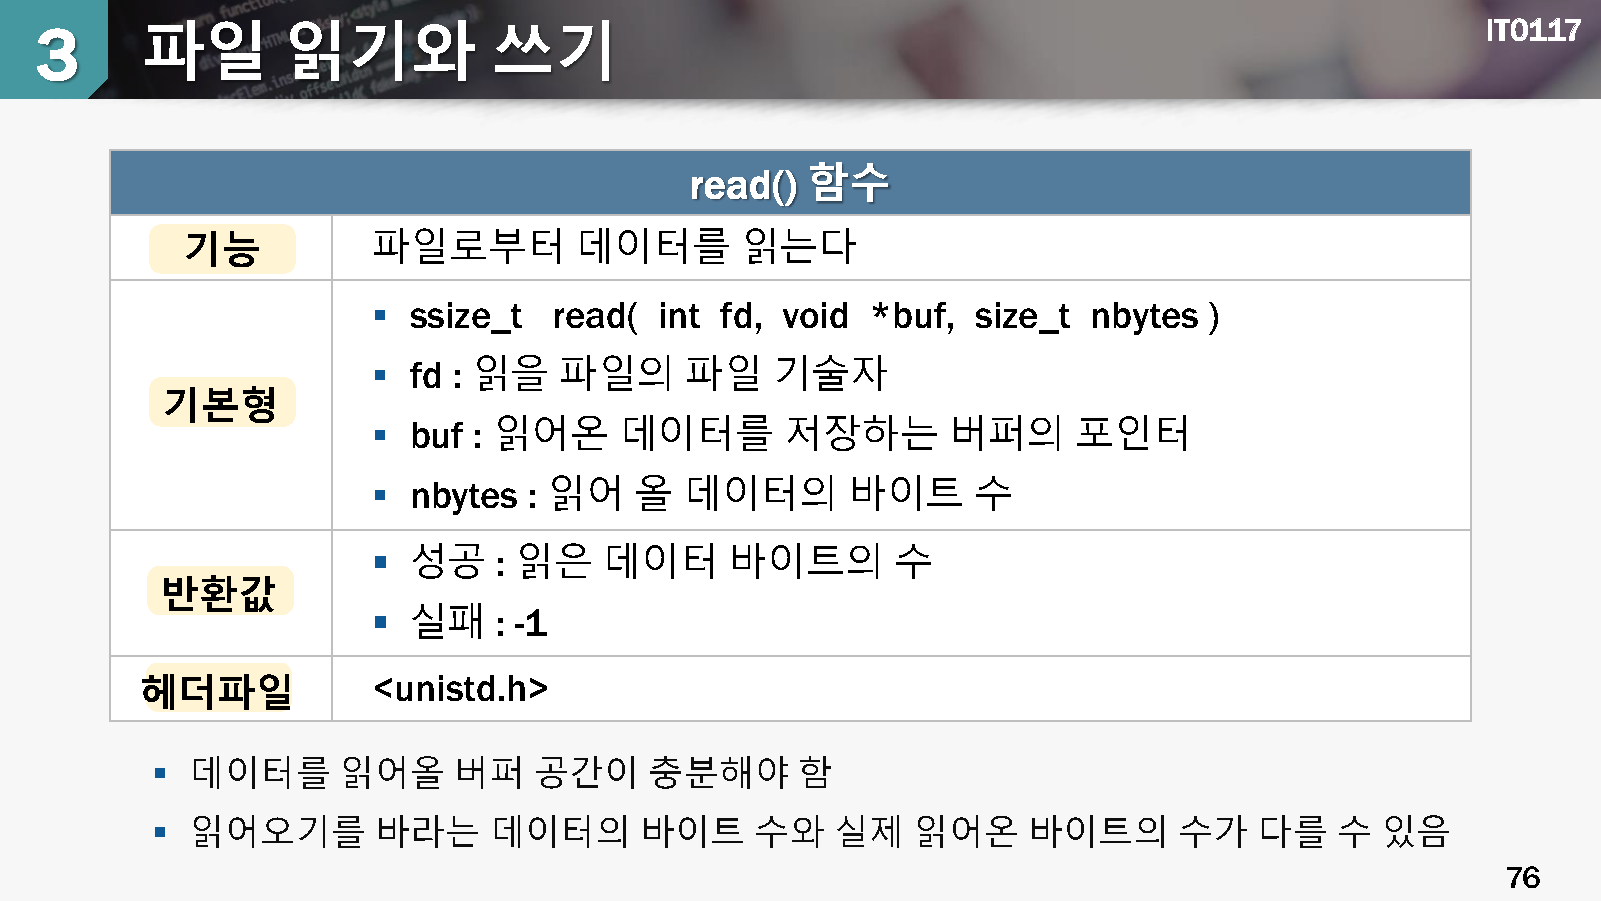 3 파일 읽기와 쓰기
IT0117
read() 함수
기능
파일로부터 데이터를 읽는다
기본형
▪ ssize_t read( int fd, void *buf, size_t nbytes )
▪ fd : 읽을 파일의 파일 기술자
▪ buf : 읽어온 데이터를 저장하는 버퍼의 포인터
▪ nbytes : 읽어 올 데이터의 바이트 수
반환값
▪ 성공 : 읽은 데이터 바이트의 수
▪ 실패 : -1
헤더파일
<unistd.h>
▪ 데이터를 읽어올 버퍼 공간이 충분해야 함
▪ 읽어오기를 바라는 데이터의 바이트 수와 실제 읽어온 바이트의 수가 다를 수 있음
76